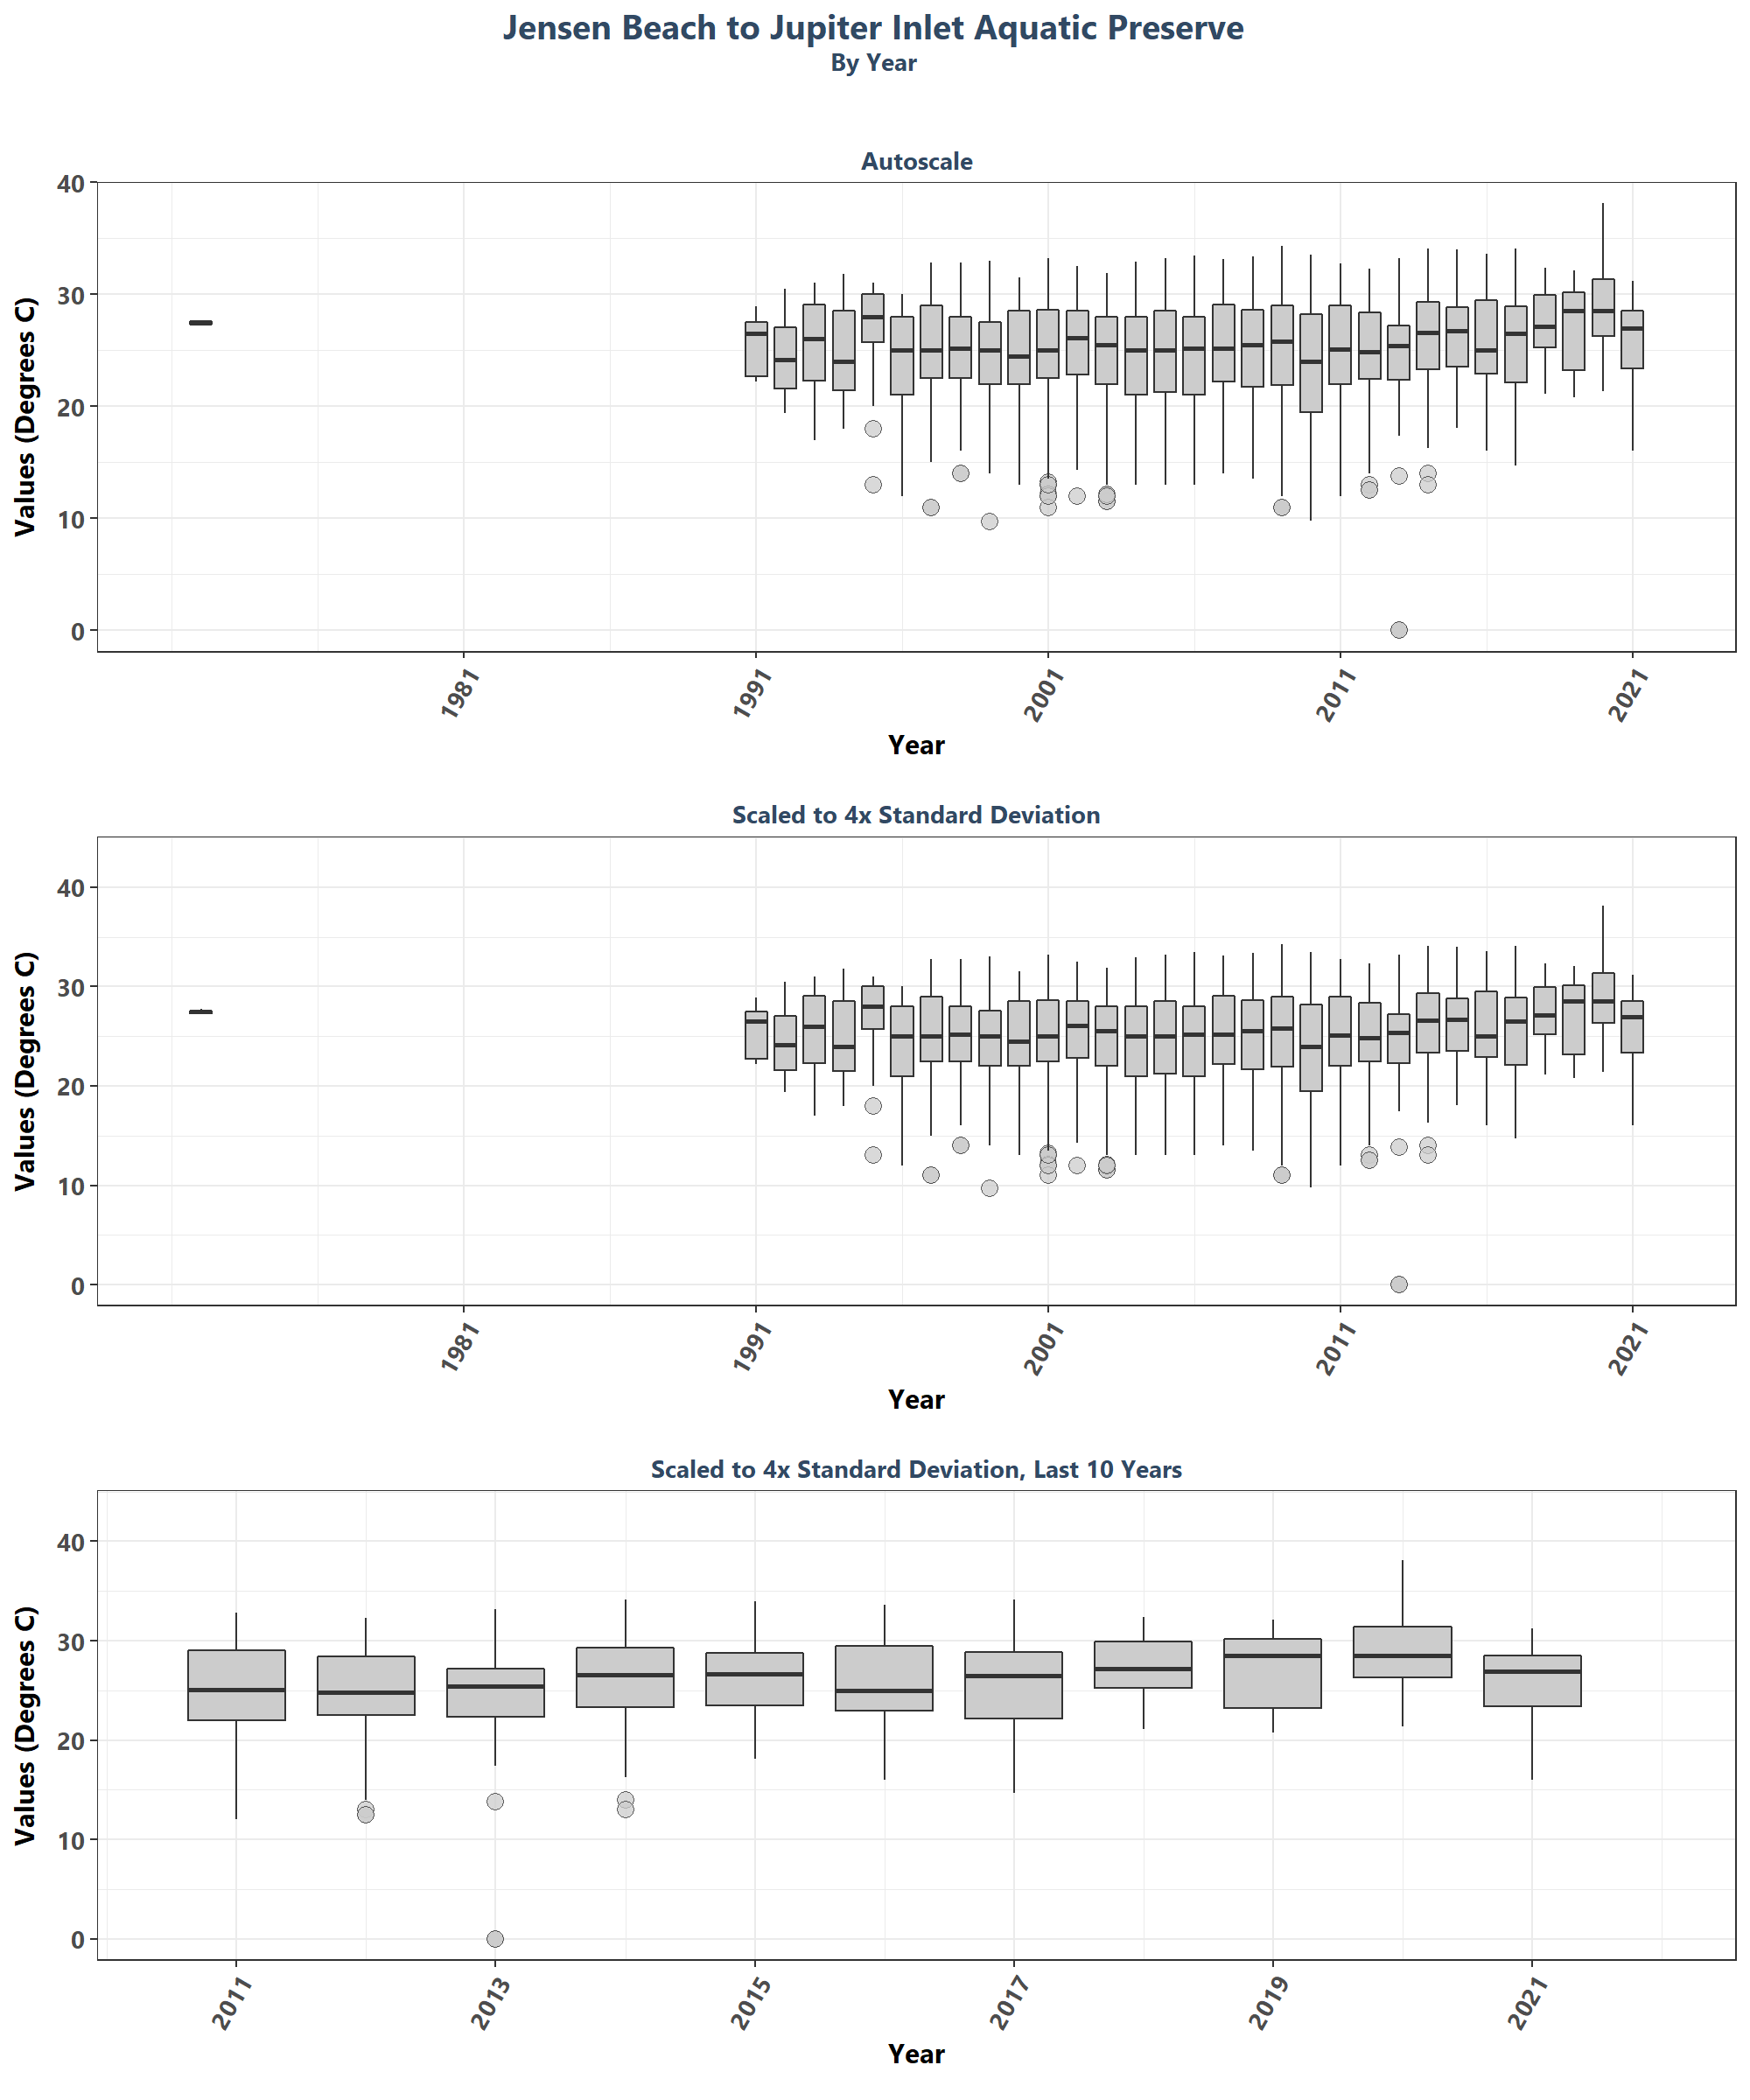 Jensen Beach to Jupiter Inlet Aquatic Preserve
By Year
Autoscale
Values (Degrees C)
40
30
20
10
0
1981
1991
2001
2011
2021
Year
Scaled to 4x Standard Deviation
Values (Degrees C)
40
30
20
10
0
1981
1991
2001
2011
2021
Year
Scaled to 4x Standard Deviation, Last 10 Years
Values (Degrees C)
40
30
20
10
0
2011
2013
2015
2017
2019
2021
Year